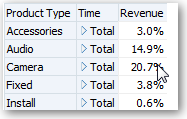 Product Type Time Revenue
Accessories Total 3.0%
Audio Total 14.9%
Camera Total 20.7%
Fixed Total 3.8%
Install Total 0.6%